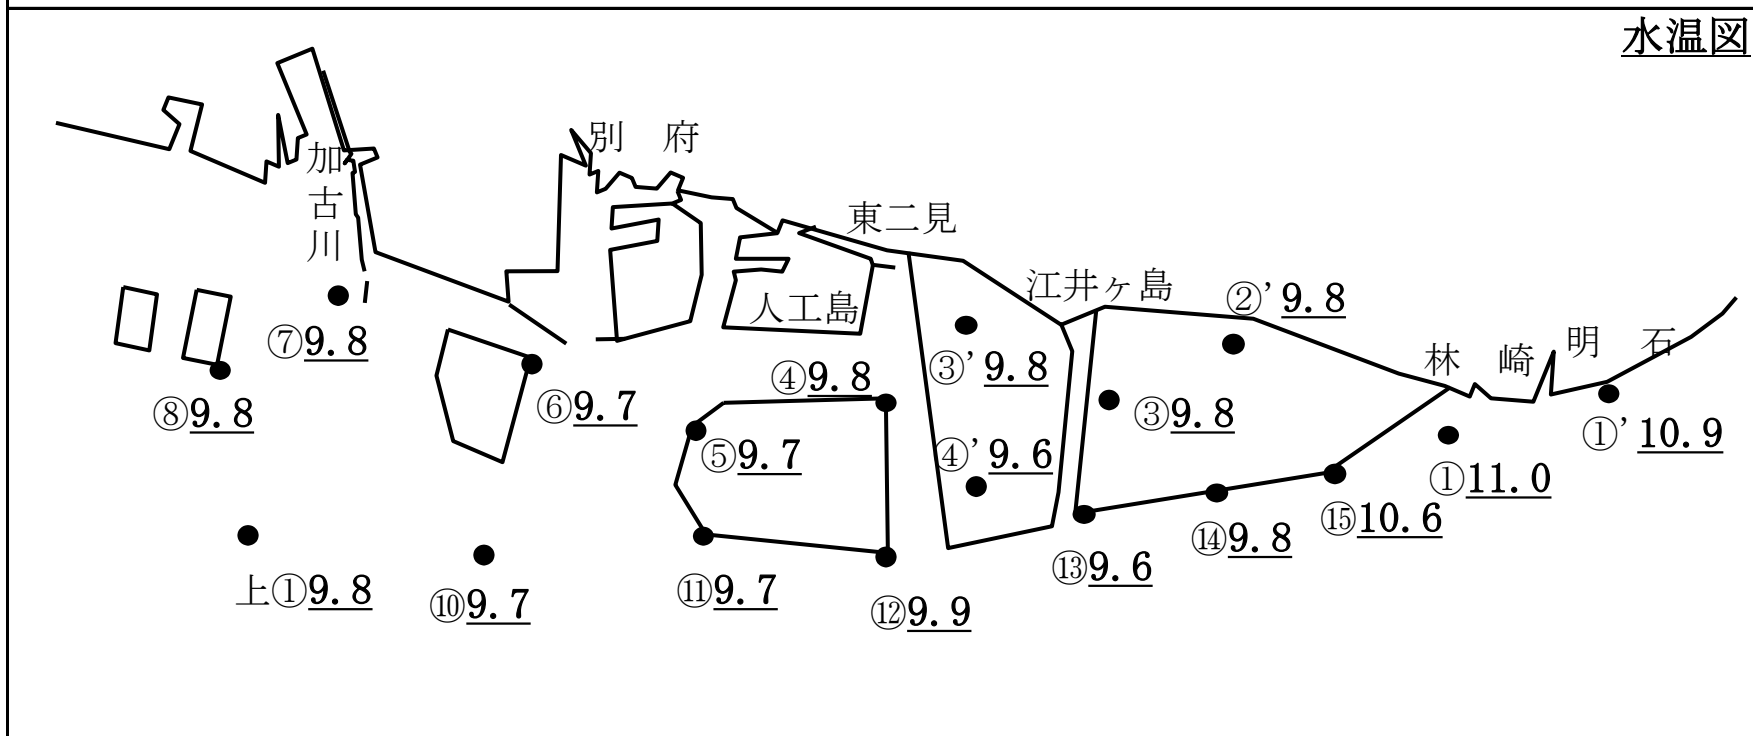 水温図
別 府
加古川
東二見
江井ヶ島
人工島
②' 9.8
林 崎
明 石
⑦9.8
③' 9.8
④9.8
⑧9.8
⑥9.7
③9.8
①' 10.9
⑤9.7
④' 9.6
①11.0
⑮10.6
⑭9.8
⑬9.6
上①9.8
⑩9.7
⑪9.7
⑫9.9